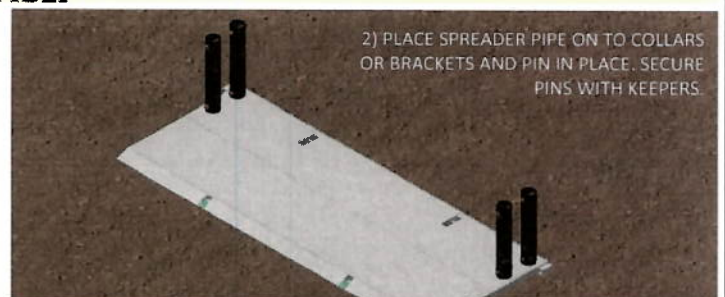 2) PLACE SPREADER PIPE ON TO COLLARS
OR BRACKETS AND PIN IN PLACE. SECURE
PINS WITH KEEPERS.